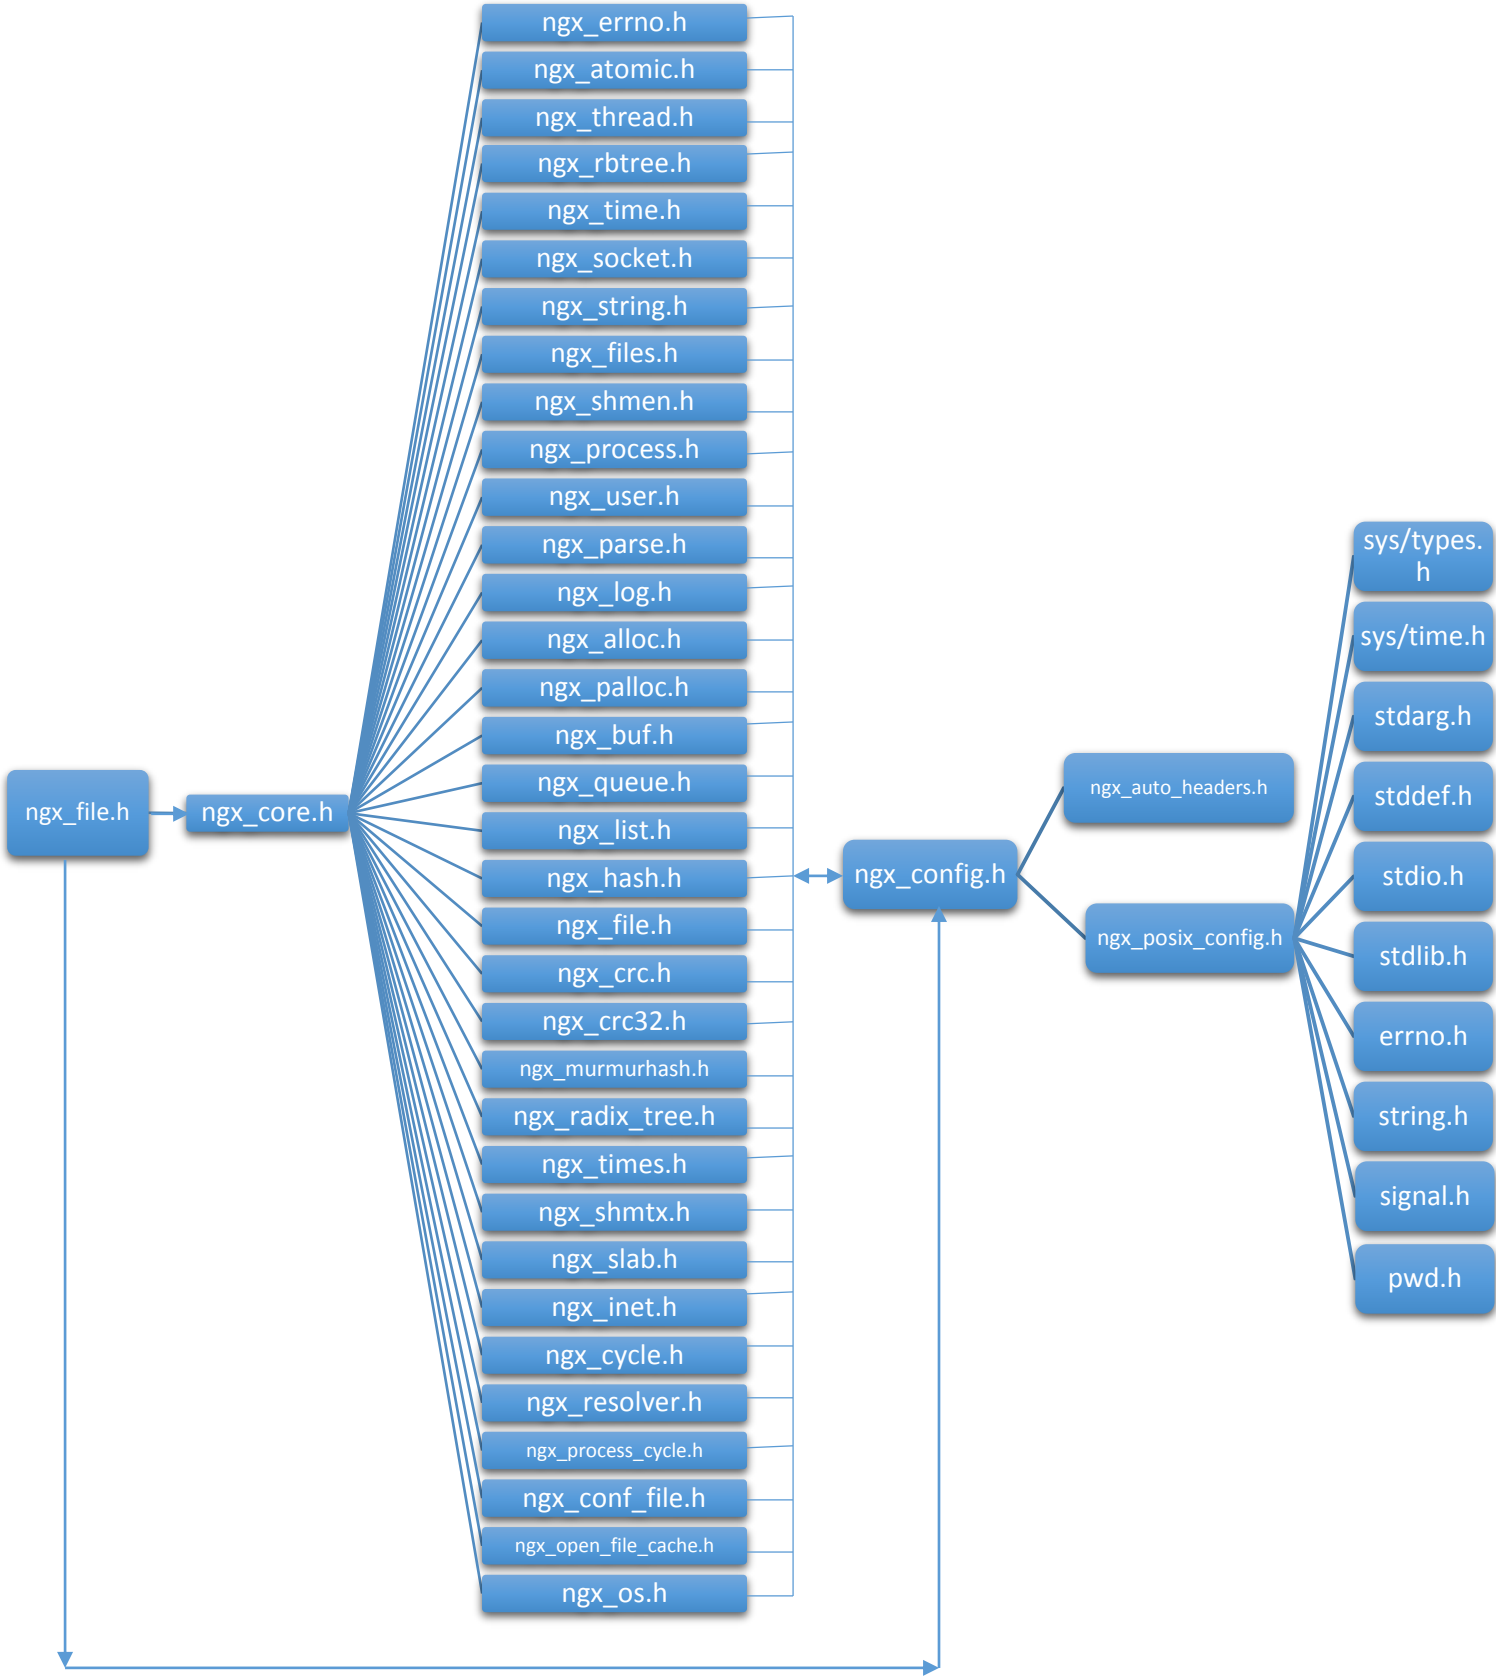 ngx_file.h
ngx_core.h
ngx_errno.h
ngx_atomic.h
ngx_thread.h
ngx_rbtree.h
ngx_time.h
ngx_socket.h
ngx_string.h
ngx_files.h
ngx_shmen.h
ngx_process.h
ngx_user.h
ngx_parse.h
ngx_log.h
ngx_alloc.h
ngx_palloc.h
ngx_buf.h
ngx_queue.h
ngx_list.h
ngx_hash.h
ngx_file.h
ngx_crc.h
ngx_crc32.h
ngx_murmurhash.h
ngx_radix_tree.h
ngx_times.h
ngx_shmtx.h
ngx_slab.h
ngx_inet.h
ngx_cycle.h
ngx_resolver.h
ngx_process_cycle.h
ngx_conf_file.h
ngx_open_file_cache.h
ngx_os.h
ngx_config.h
ngx_auto_headers.h
ngx_posix_config.h
sys/types.
h
sys/time.h
stdarg.h
stddef.h
stdio.h
stdlib.h
errno.h
string.h
signal.h
pwd.h